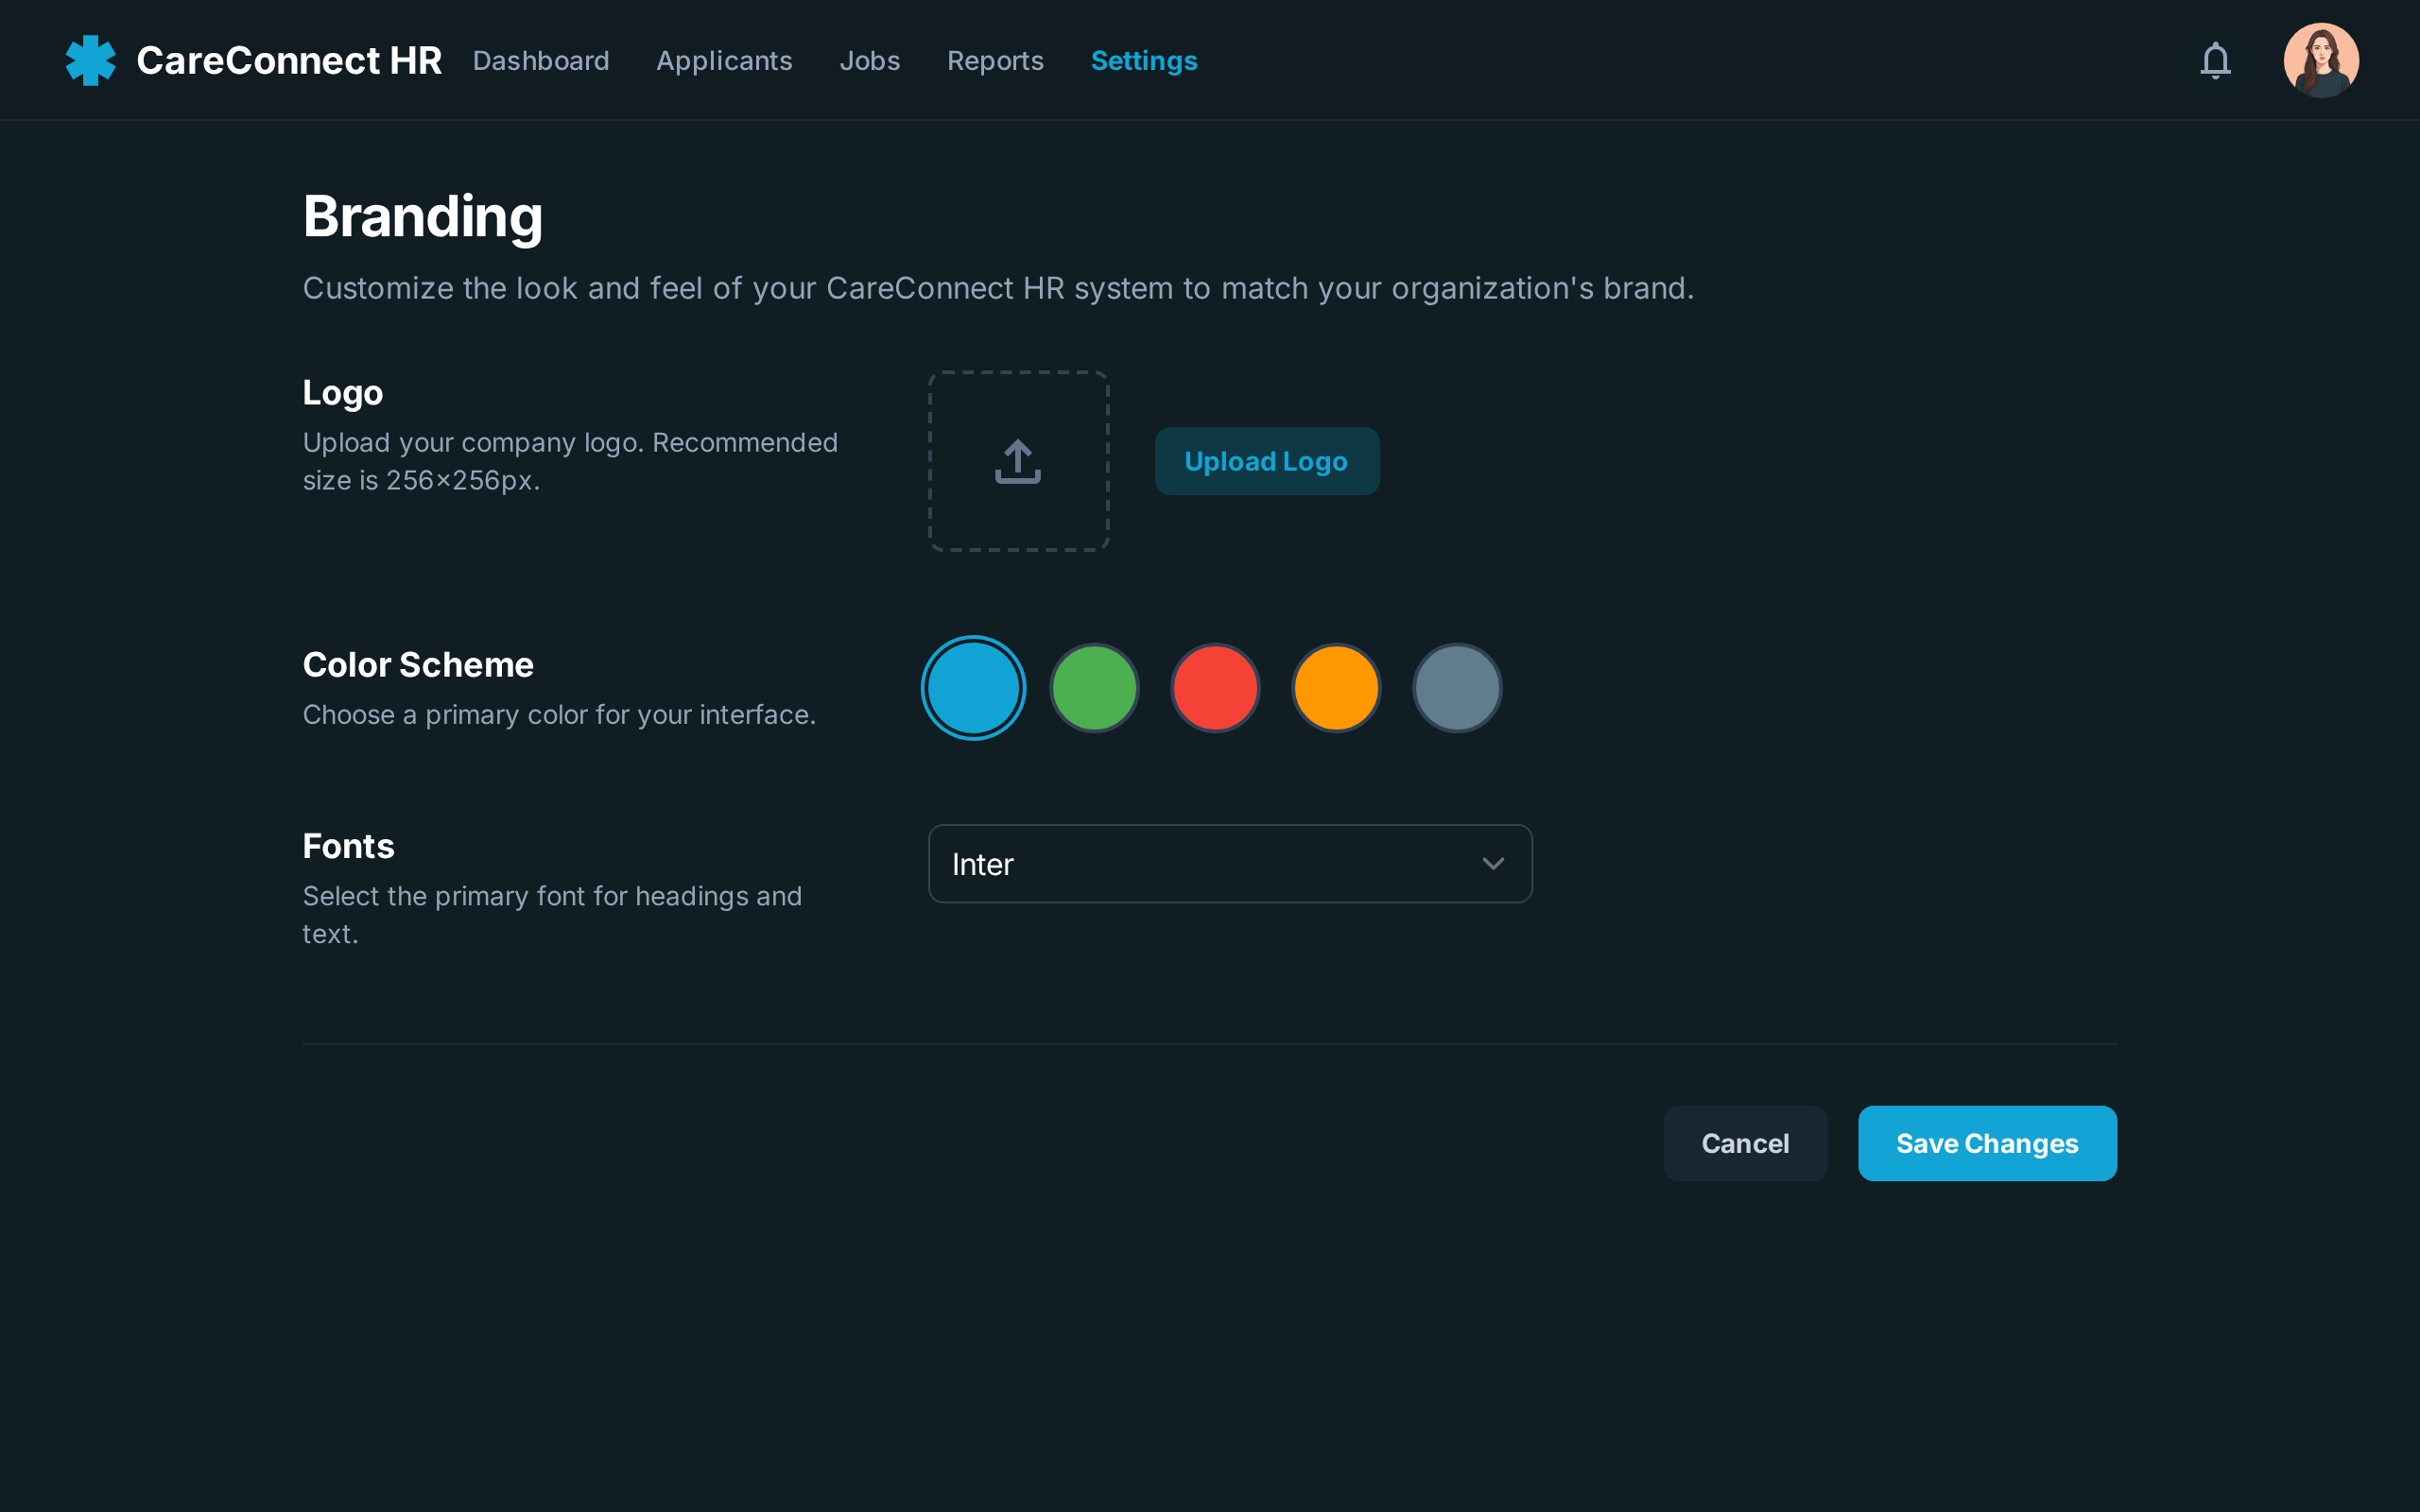 CareConnect HR
Dashboard
Applicants
Jobs
Reports
Settings
Branding
Customize the look and feel of your CareConnect HR system to match your organization's brand.
Logo
Upload your company logo. Recommended
size is 256×256px.
Upload Logo
Color Scheme
Choose a primary color for your interface.
Fonts
Select the primary font for headings and
text.
Inter
Cancel
Save Changes